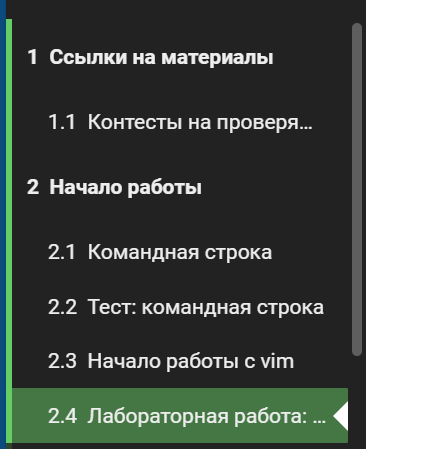 1 Ссылки на материалы
1.1 Контесты на проверя...
2 Начало работы
2.1 Командная строка
2.2 Тест: командная строка
2.3 Начало работы с vim
2.4 Лабораторная работа: ...